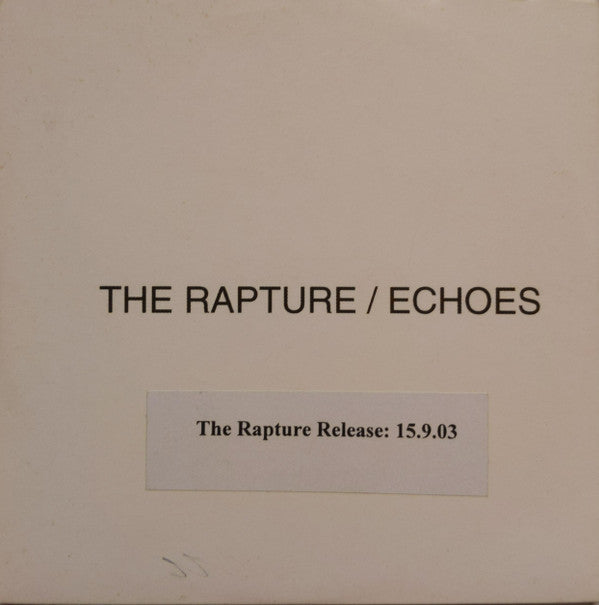 THE RAPTURE / ECHOES
The Rapture Release: 15.9.03